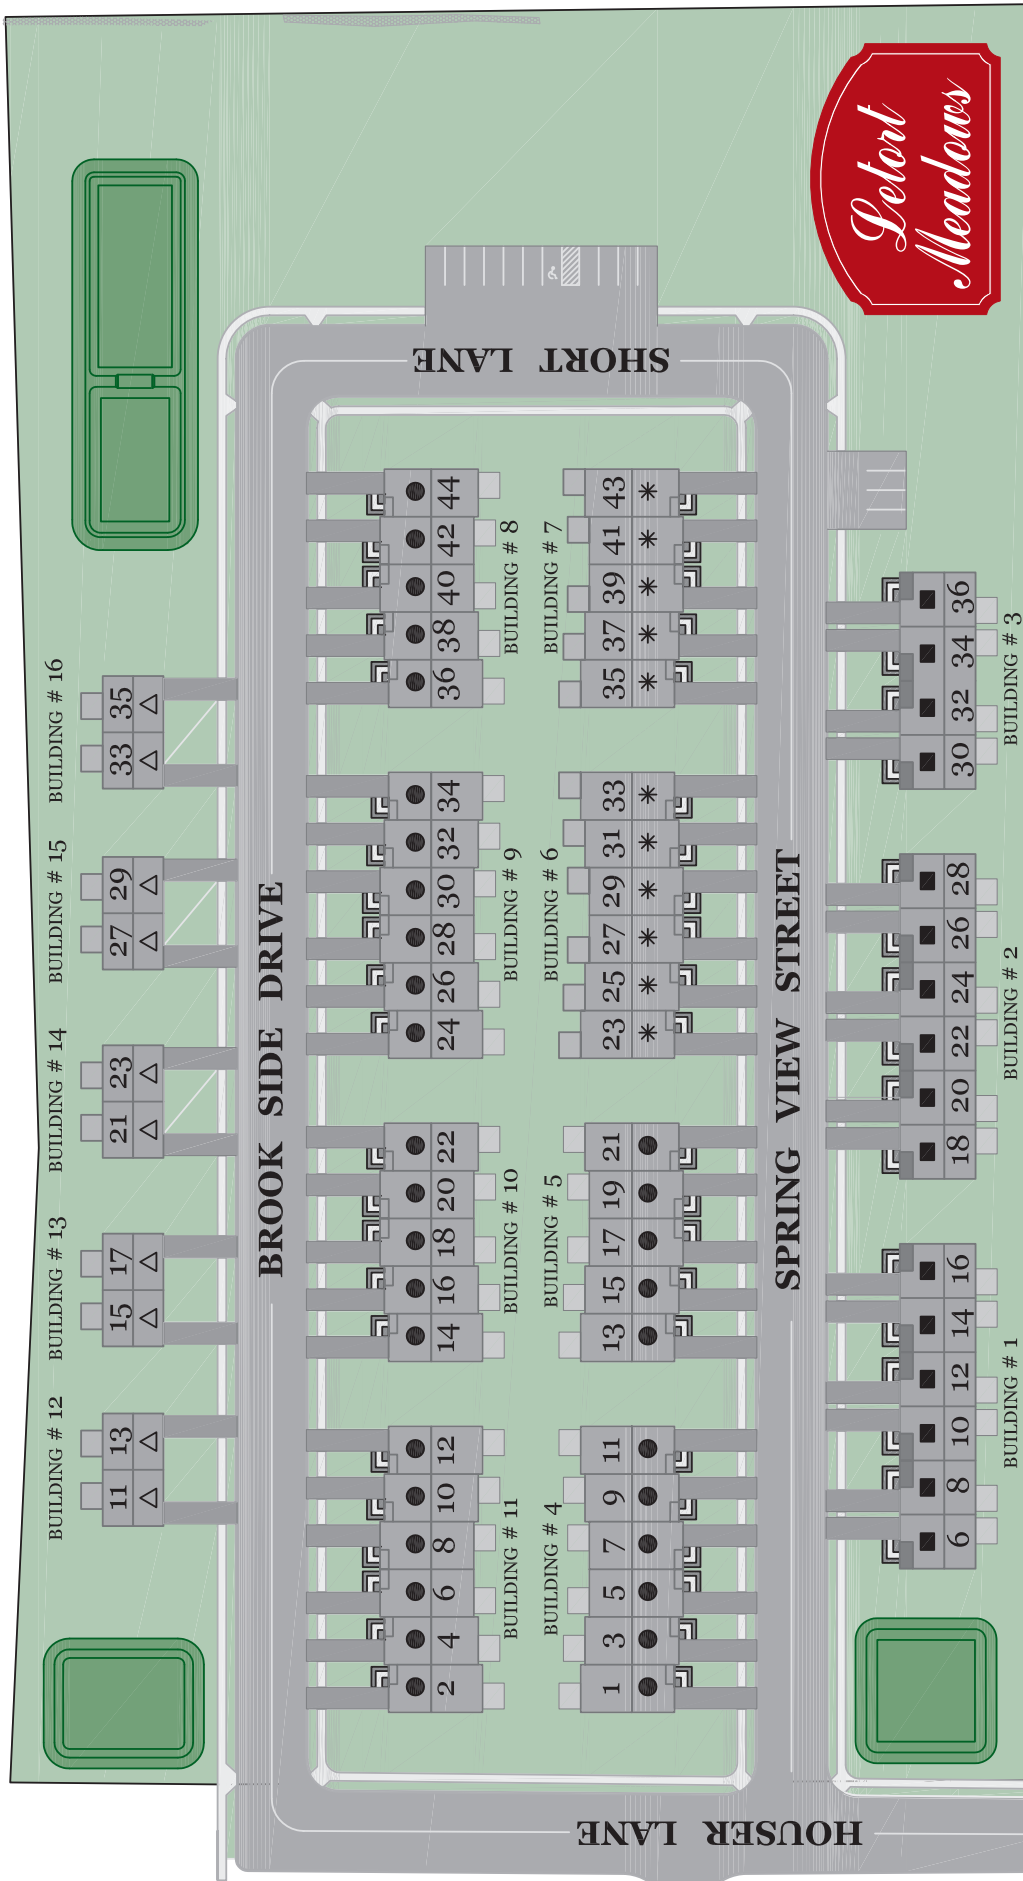 Letort
Meadows
SHORT LANE
BROOK SIDE DRIVE
SPRING VIEW STREET
HOUSER LANE
BUILDING # 16
33 35
BUILDING # 15
27 29
BUILDING # 14
21 23
BUILDING # 13
15 17
BUILDING # 12
11 13
36 38 40 42 44
BUILDING # 8
24 26 28 30 32 34
BUILDING # 9
14 16 18 20 22
BUILDING # 10
2 4 6 8 10 12
BUILDING # 11
BUILDING # 7
35 37 39 41 43
BUILDING # 6
23 25 27 29 31 33
BUILDING # 5
13 15 17 19 21
BUILDING # 4
1 3 5 7 9 11
30 32 34 36
BUILDING # 3
18 20 22 24 26 28
BUILDING # 2
6 8 10 12 14 16
BUILDING # 1